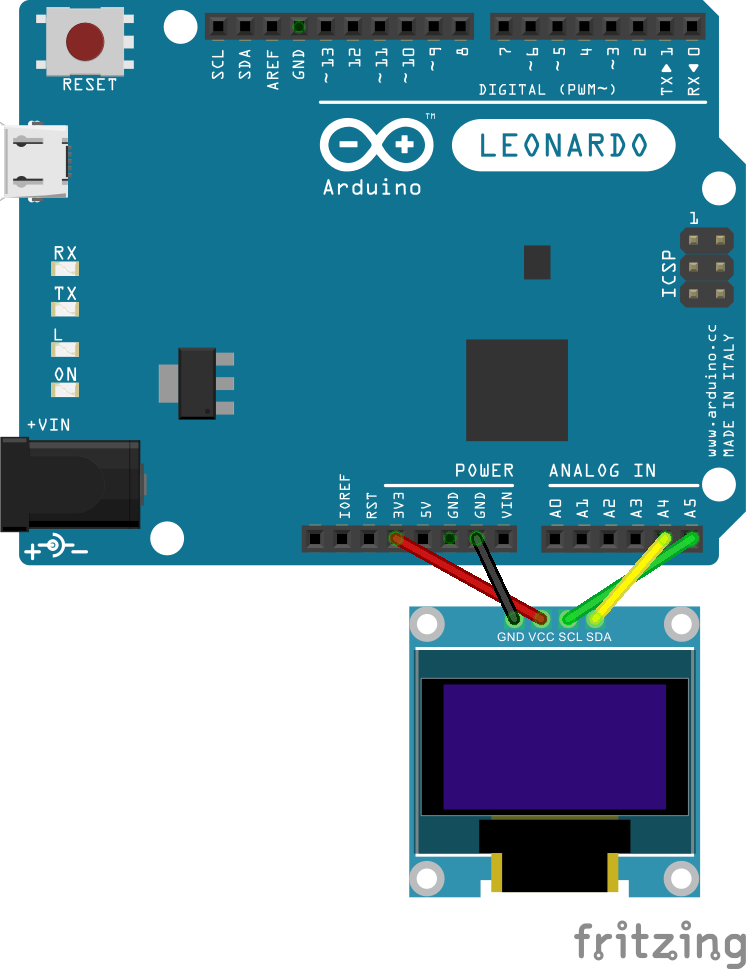 RESET
SCL SDA AREF GND ~13 12 ~11 ~10 ~9 8 7 ~6 ~5 4 ~3 2 TX▶1 RX◀0
DIGITAL (PWM~)
TM
LEONARDO
Arduino
1
ICSP
RX
TX
L
ON
www.arduino.cc
MADE IN ITALY
+VIN
POWER
ANALOG IN
IOREF RST 3V3 5V GND GND VIN A0 A1 A2 A3 A4 A5
+ -
GND VCC SCL SDA
fritzing